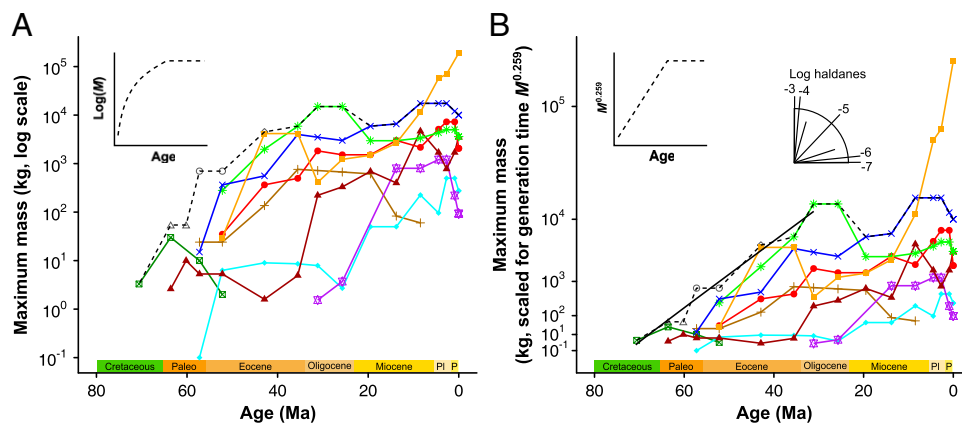 A
Maximum mass (kg, log scale)
10^5
10^4
10^3
10^2
10^1
10^0
10^-1
Log(M)
Age
Cretaceous Paleo Eocene Oligocene Miocene Pl P
80 60 40 20 0
Age (Ma)
B
Maximum mass
(kg, scaled for generation time M^0.259)
10^5
10^4
10^3
10^2
10^1
10^-1
M^0.259
Age
Log haldanes
-3 -4
-5
-6
-7
Cretaceous Paleo Eocene Oligocene Miocene Pl P
80 60 40 20 0
Age (Ma)